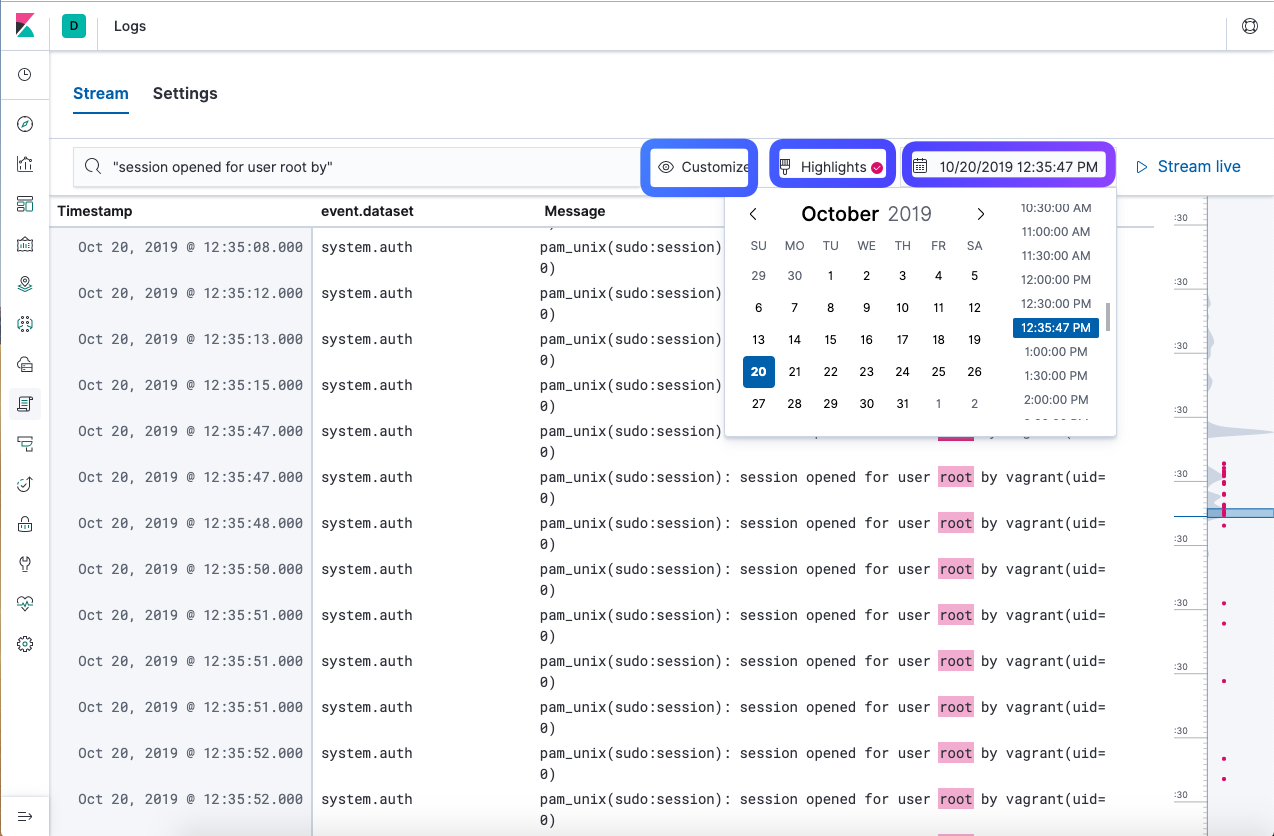 D Logs
Stream Settings
"session opened for user root by" Customize Highlights 10/20/2019 12:35:47 PM Stream live
Timestamp event.dataset Message
October 2019
SU MO TU WE TH FR SA
29 30 1 2 3 4 5
6 7 8 9 10 11 12
13 14 15 16 17 18 19
20 21 22 23 24 25 26
27 28 29 30 31 1 2
10:30:00 AM
11:00:00 AM
11:30:00 AM
12:00:00 PM
12:30:00 PM
12:35:47 PM
1:00:00 PM
1:30:00 PM
2:00:00 PM
Oct 20, 2019 @ 12:35:08.000 system.auth pam_unix(sudo:session)
0)
Oct 20, 2019 @ 12:35:12.000 system.auth pam_unix(sudo:session)
0)
Oct 20, 2019 @ 12:35:13.000 system.auth pam_unix(sudo:session)
0)
Oct 20, 2019 @ 12:35:15.000 system.auth pam_unix(sudo:session)
0)
Oct 20, 2019 @ 12:35:47.000 system.auth pam_unix(sudo:session)
0)
Oct 20, 2019 @ 12:35:47.000 system.auth pam_unix(sudo:session): session opened for user root by vagrant(uid=
0)
Oct 20, 2019 @ 12:35:48.000 system.auth pam_unix(sudo:session): session opened for user root by vagrant(uid=
0)
Oct 20, 2019 @ 12:35:50.000 system.auth pam_unix(sudo:session): session opened for user root by vagrant(uid=
0)
Oct 20, 2019 @ 12:35:51.000 system.auth pam_unix(sudo:session): session opened for user root by vagrant(uid=
0)
Oct 20, 2019 @ 12:35:51.000 system.auth pam_unix(sudo:session): session opened for user root by vagrant(uid=
0)
Oct 20, 2019 @ 12:35:51.000 system.auth pam_unix(sudo:session): session opened for user root by vagrant(uid=
0)
Oct 20, 2019 @ 12:35:52.000 system.auth pam_unix(sudo:session): session opened for user root by vagrant(uid=
0)
Oct 20, 2019 @ 12:35:52.000 system.auth pam_unix(sudo:session): session opened for user root by vagrant(uid=
0)
:30
:30
:30
:30
:30
:30
:30
:30
:30
:30